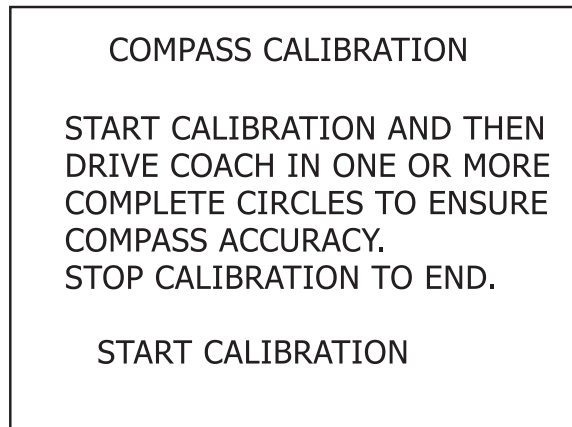 COMPASS CALIBRATION
START CALIBRATION AND THEN
DRIVE COACH IN ONE OR MORE
COMPLETE CIRCLES TO ENSURE
COMPASS ACCURACY.
STOP CALIBRATION TO END.
START CALIBRATION